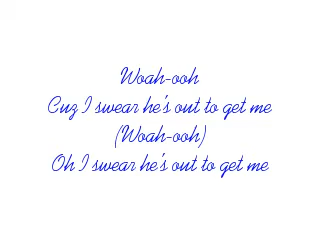 Woah-ooh
Cuz I swear he's out to get me
(Woah-ooh)
Oh I swear he's out to get me